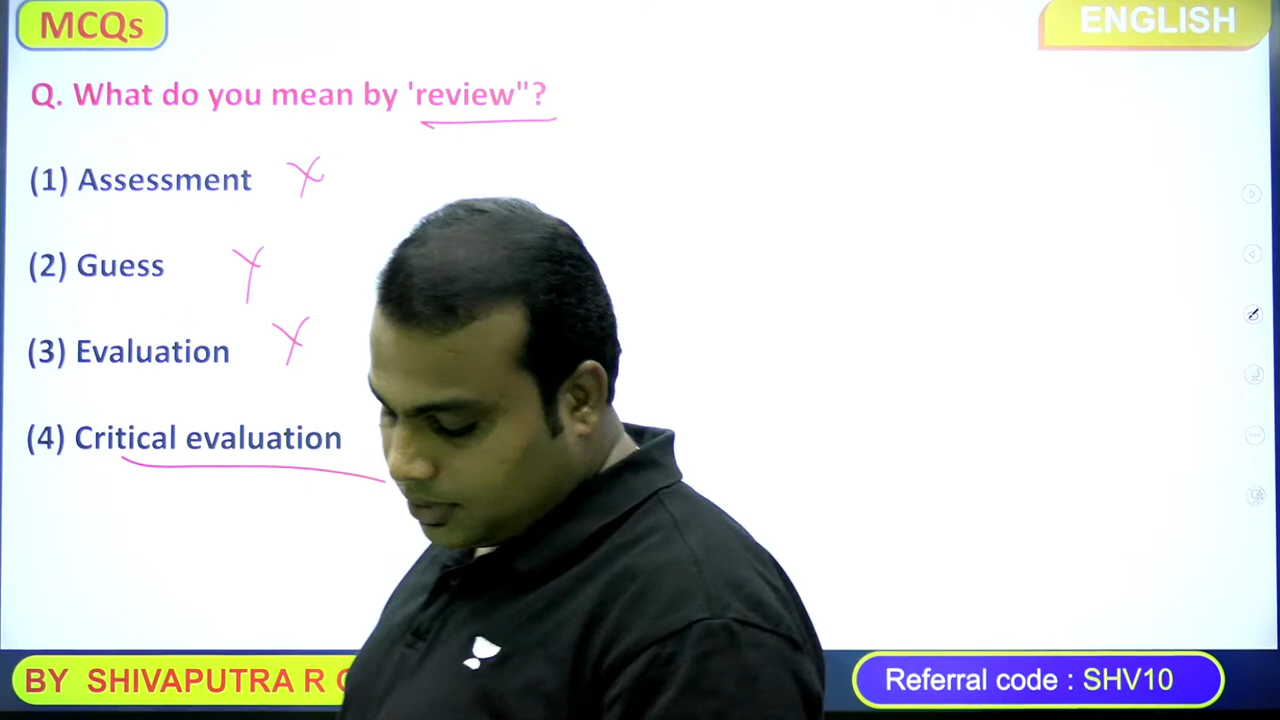 MCQs
ENGLISH
Q. What do you mean by 'review"?
(1) Assessment
(2) Guess
(3) Evaluation
(4) Critical evaluation
BY SHIVAPUTRA R
Referral code : SHV10